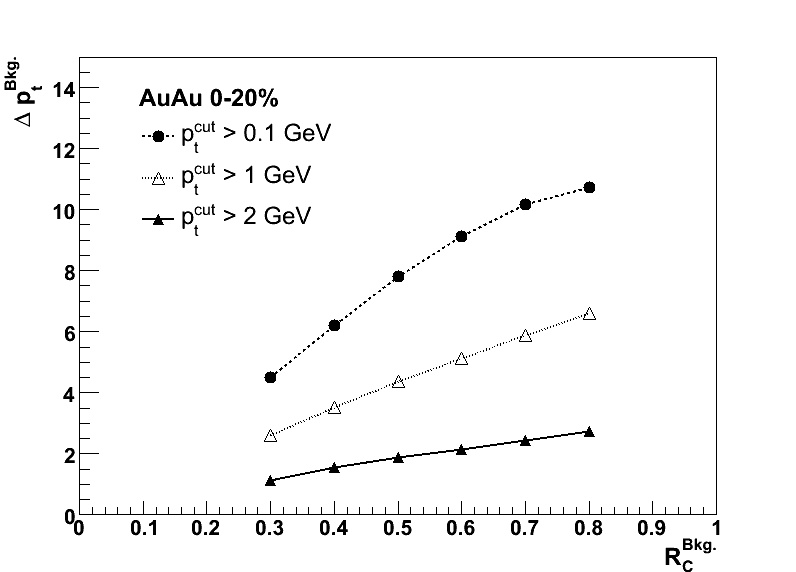 Δ p_t^Bkg.
AuAu 0-20%
p_t^cut > 0.1 GeV
p_t^cut > 1 GeV
p_t^cut > 2 GeV
14
12
10
8
6
4
2
0
0 0.1 0.2 0.3 0.4 0.5 0.6 0.7 0.8 0.9 1
R_C^Bkg.